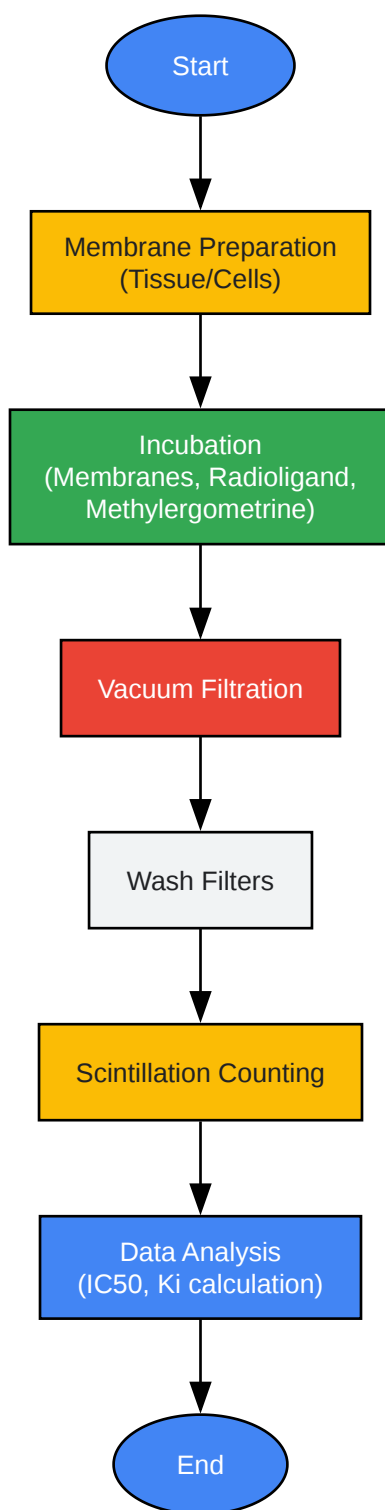 Start
Membrane Preparation
(Tissue/Cells)
Incubation
(Membranes, Radioligand,
Methylergometrine)
Vacuum Filtration
Wash Filters
Scintillation Counting
Data Analysis
(IC50, Ki calculation)
End